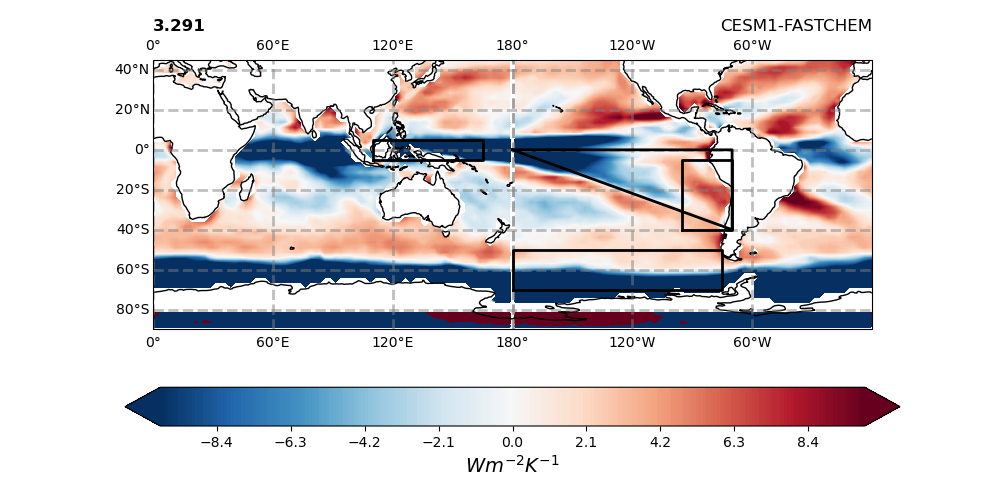 3.291 CESM1-FASTCHEM
0° 60°E 120°E 180° 120°W 60°W
40°N
20°N
0°
20°S
40°S
60°S
80°S
0° 60°E 120°E 180° 120°W 60°W
−8.4 −6.3 −4.2 −2.1 0.0 2.1 4.2 6.3 8.4
Wm⁻²K⁻¹